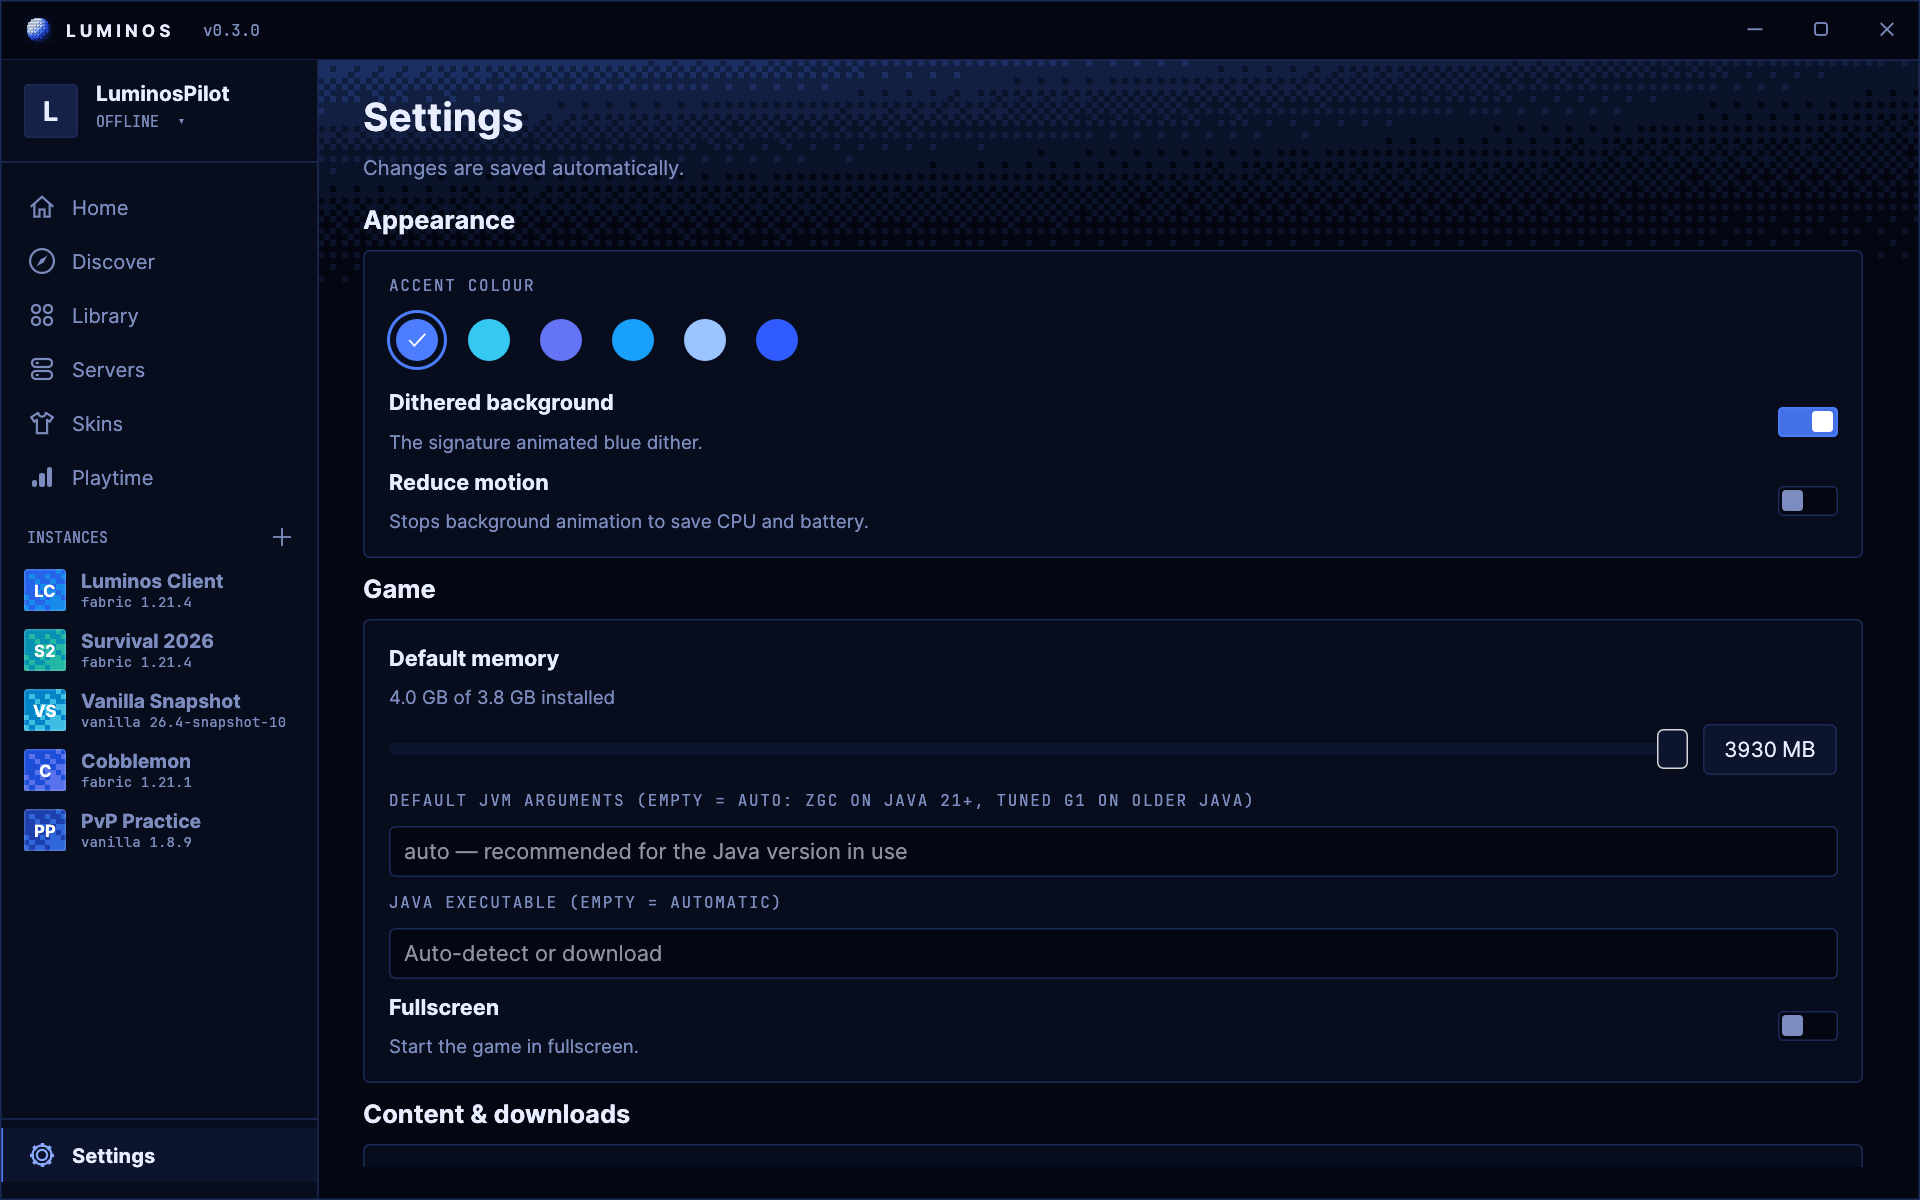 LUMINOS v0.3.0
L
LuminosPilot
OFFLINE
Home
Discover
Library
Servers
Skins
Playtime
INSTANCES
LC
Luminos Client
fabric 1.21.4
S2
Survival 2026
fabric 1.21.4
VS
Vanilla Snapshot
vanilla 26.4-snapshot-10
C
Cobblemon
fabric 1.21.1
PP
PvP Practice
vanilla 1.8.9
Settings
Settings
Changes are saved automatically.
Appearance
ACCENT COLOUR
Dithered background
The signature animated blue dither.
Reduce motion
Stops background animation to save CPU and battery.
Game
Default memory
4.0 GB of 3.8 GB installed
3930 MB
DEFAULT JVM ARGUMENTS (EMPTY = AUTO: ZGC ON JAVA 21+, TUNED G1 ON OLDER JAVA)
auto — recommended for the Java version in use
JAVA EXECUTABLE (EMPTY = AUTOMATIC)
Auto-detect or download
Fullscreen
Start the game in fullscreen.
Content & downloads